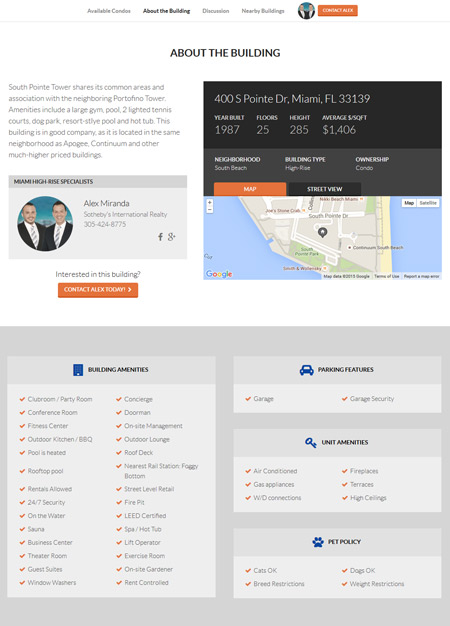 Available Condos About the Building Discussion Nearby Buildings CONTACT ALEX
ABOUT THE BUILDING
South Pointe Tower shares its common areas and
association with the neighboring Portofino Tower.
Amenities include a large gym, pool, 2 lighted tennis
courts, dog park, resort-stlye pool and hot tub. This
building is in good company, as it is located in the same
neighborhood as Apogee, Continuum and other
much-higher priced buildings.
MIAMI HIGH-RISE SPECIALISTS
Alex Miranda
Sotheby's International Realty
305-424-8775
Interested in this building?
CONTACT ALEX TODAY!
400 S Pointe Dr, Miami, FL 33139
YEAR BUILT FLOORS HEIGHT AVERAGE $/SQFT
1987 25 285 $1,406
NEIGHBORHOOD BUILDING TYPE OWNERSHIP
South Beach High-Rise Condo
MAP STREET VIEW
Nikki Beach Miami
Map Satellite
Joe's Stone Crab
South Pointe Dr
South Pointe
Park
Continuum South Beach
Smith & Wollensky
Google Map data ©2015 Google Terms of Use Report a map error
BUILDING AMENITIES
Clubroom / Party Room Concierge
Conference Room Doorman
Fitness Center On-site Management
Outdoor Kitchen / BBQ Outdoor Lounge
Pool is heated Roof Deck
Rooftop pool Nearest Rail Station: Foggy
Bottom
Rentals Allowed Street Level Retail
24/7 Security Fire Pit
On the Water LEED Certified
Sauna Spa / Hot Tub
Business Center Lift Operator
Theater Room Exercise Room
Guest Suites On-site Gardener
Window Washers Rent Controlled
PARKING FEATURES
Garage Garage Security
UNIT AMENITIES
Air Conditioned Fireplaces
Gas appliances Terraces
W/D connections High Ceilings
PET POLICY
Cats OK Dogs OK
Breed Restrictions Weight Restrictions